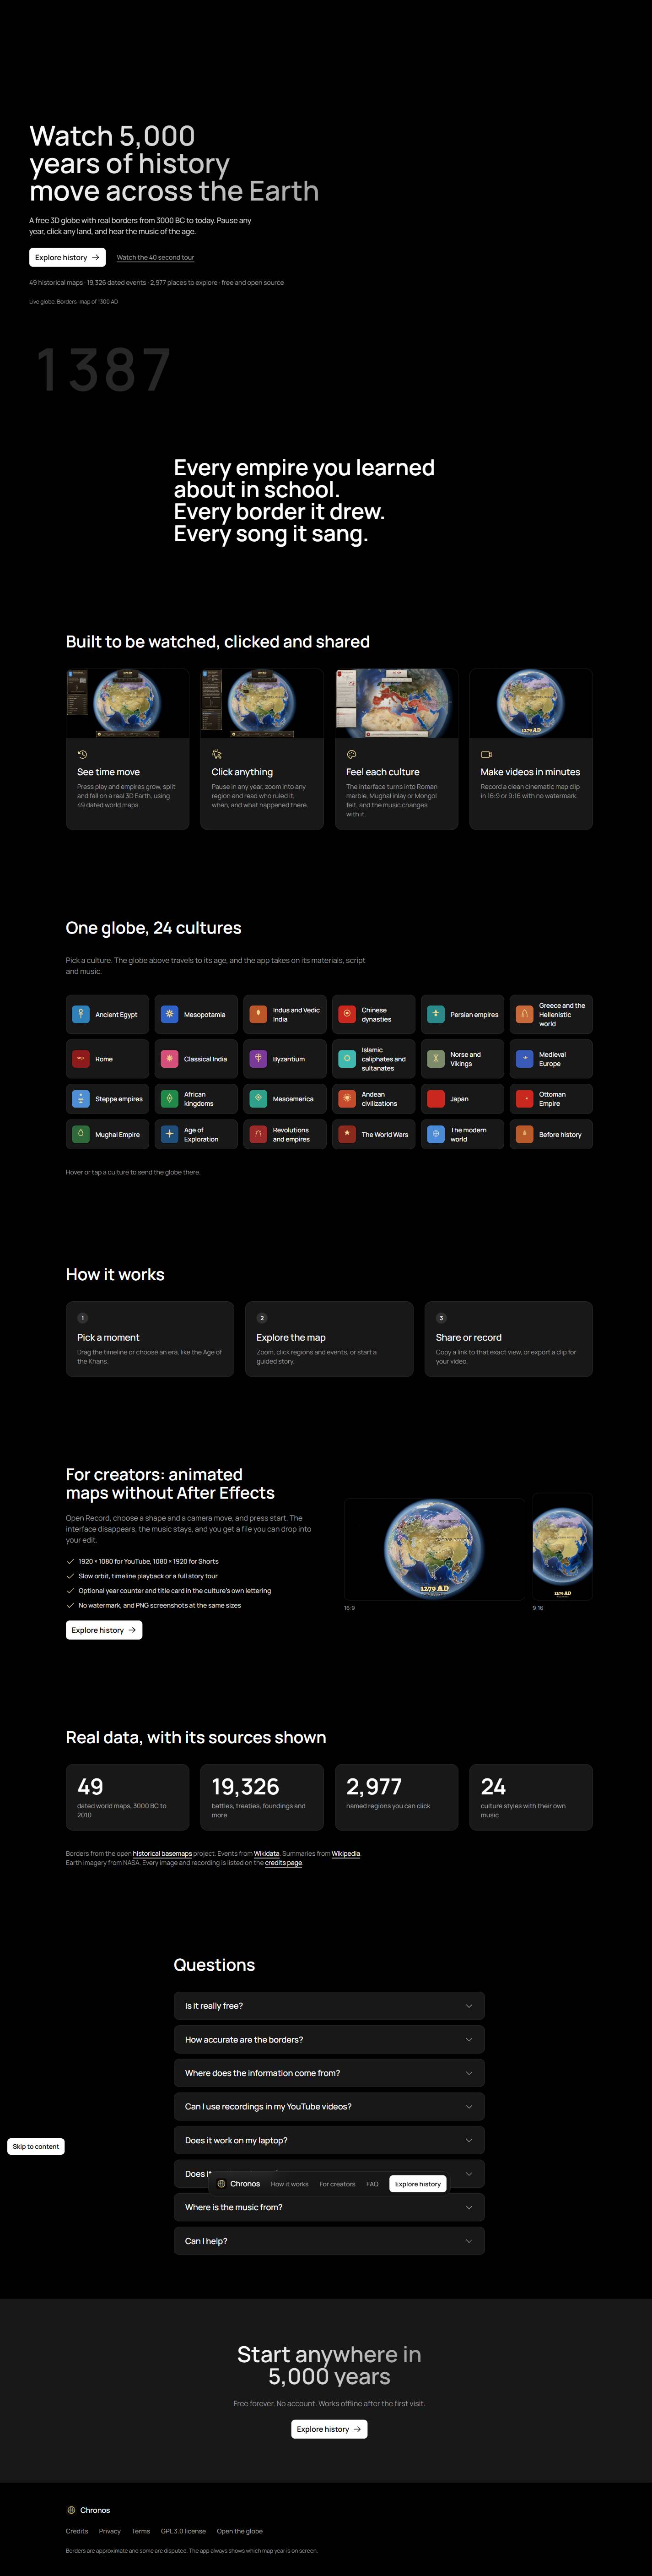 Watch 5,000
years of history
move across the Earth
A free 3D globe with real borders from 3000 BC to today. Pause any
year, click any land, and hear the music of the age.
Explore history
Watch the 40 second tour
49 historical maps · 19,326 dated events · 2,977 places to explore · free and open source
Live globe. Borders: map of 1300 AD
1387
Every empire you learned
about in school.
Every border it drew.
Every song it sang.
Built to be watched, clicked and shared
1279 AD
See time move
Press play and empires grow, split
and fall on a real 3D Earth, using
49 dated world maps.
Click anything
Pause in any year, zoom into any
region and read who ruled it,
when, and what happened there.
Feel each culture
The interface turns into Roman
marble, Mughal inlay or Mongol
felt, and the music changes
with it.
Make videos in minutes
Record a clean cinematic map clip
in 16:9 or 9:16 with no watermark.
One globe, 24 cultures
Pick a culture. The globe above travels to its age, and the app takes on its materials, script
and music.
Ancient Egypt
Mesopotamia
Indus and Vedic
India
Chinese
dynasties
Persian empires
Greece and the
Hellenistic
world
Rome
Classical India
Byzantium
Islamic
caliphates and
sultanates
Norse and
Vikings
Medieval
Europe
Steppe empires
African
kingdoms
Mesoamerica
Andean
civilizations
Japan
Ottoman
Empire
Mughal Empire
Age of
Exploration
Revolutions
and empires
The World Wars
The modern
world
Before history
Hover or tap a culture to send the globe there.
How it works
1
Pick a moment
Drag the timeline or choose an era, like the Age of
the Khans.
2
Explore the map
Zoom, click regions and events, or start a
guided story.
3
Share or record
Copy a link to that exact view, or export a clip for
your video.
For creators: animated
maps without After Effects
Open Record, choose a shape and a camera move, and press start. The
interface disappears, the music stays, and you get a file you can drop into
your edit.
1920 × 1080 for YouTube, 1080 × 1920 for Shorts
Slow orbit, timeline playback or a full story tour
Optional year counter and title card in the culture's own lettering
No watermark, and PNG screenshots at the same sizes
Explore history
1279 AD
16:9
1279 AD
9:16
Real data, with its sources shown
49
dated world maps, 3000 BC to
2010
19,326
battles, treaties, foundings and
more
2,977
named regions you can click
24
culture styles with their own
music
Borders from the open historical basemaps project. Events from Wikidata. Summaries from Wikipedia.
Earth imagery from NASA. Every image and recording is listed on the credits page.
Questions
Is it really free?
How accurate are the borders?
Where does the information come from?
Can I use recordings in my YouTube videos?
Does it work on my laptop?
Skip to content
Does it
Chronos
How it works
For creators
FAQ
Explore history
Where is the music from?
Can I help?
Start anywhere in
5,000 years
Free forever. No account. Works offline after the first visit.
Explore history
Chronos
Credits
Privacy
Terms
GPL 3.0 license
Open the globe
Borders are approximate and some are disputed. The app always shows which map year is on screen.